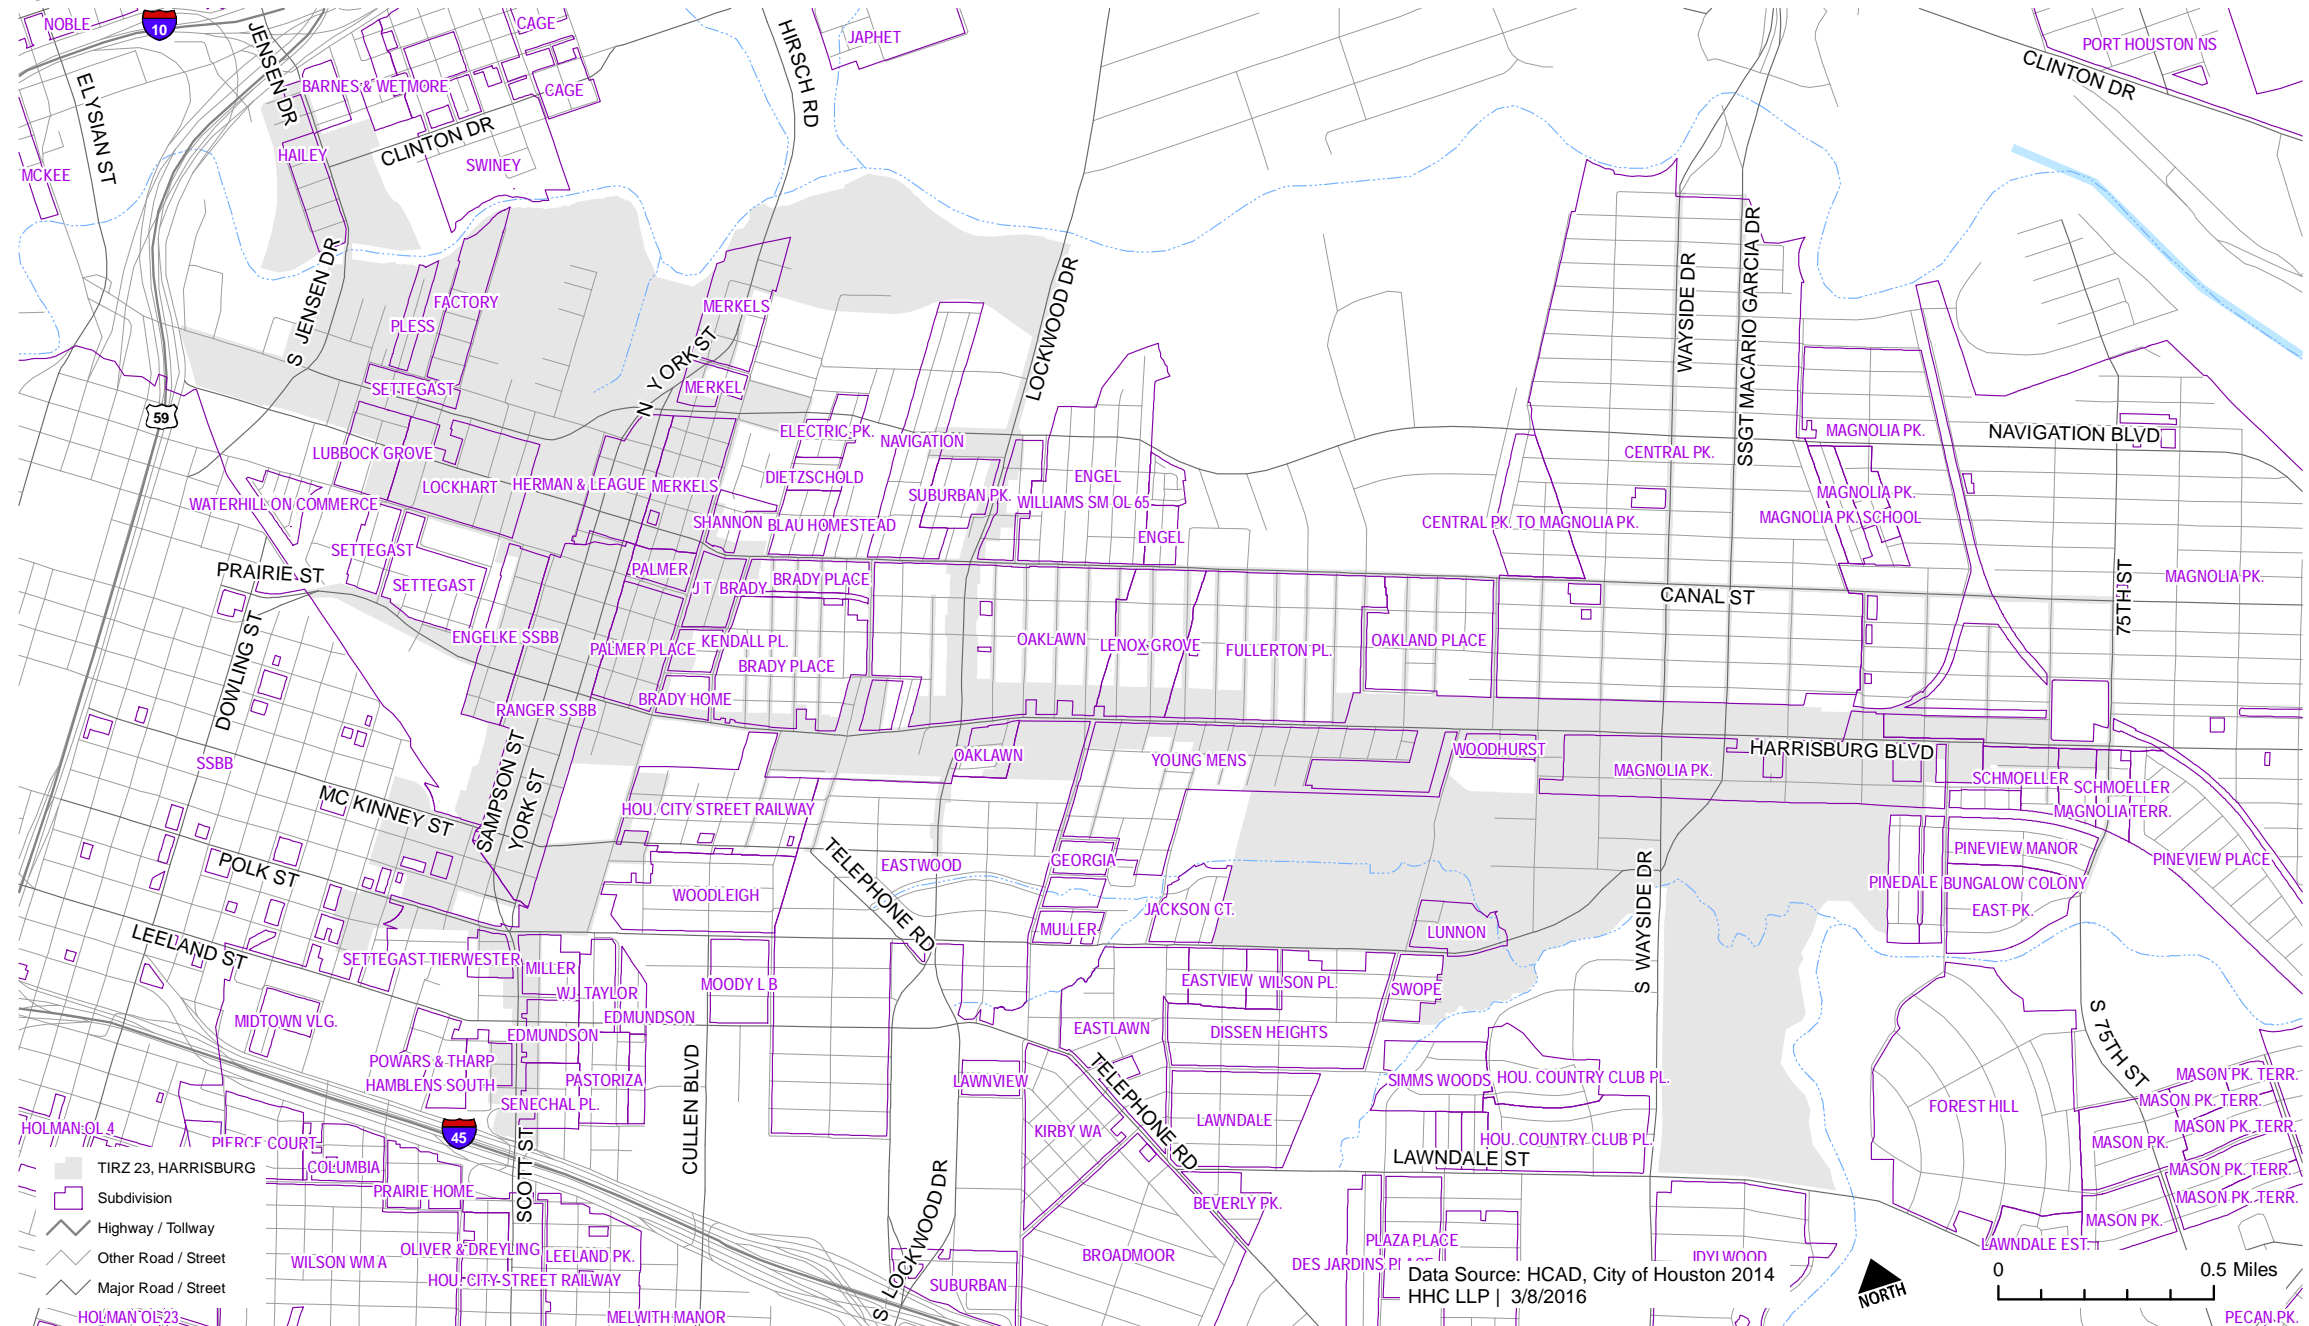 NOBLE
10
JENSEN DR
CAGE
HIRSCH RD
JAPHET
PORT HOUSTON NS
CLINTON DR
ELYSIAN ST
BARNES & WETMORE
CAGE
CLINTON DR
HAILEY
SWINEY
MCKEE
S JENSEN DR
FACTORY
PLESS
MERKELS
LOCKWOOD DR
WAYSIDE DR
SSGT MACARIO GARCIA DR
N YORK ST
SETTEGAST
MERKEL
59
ELECTRIC PK.
NAVIGATION
MAGNOLIA PK.
NAVIGATION BLVD
LUBBOCK GROVE
CENTRAL PK.
LOCKHART
HERMAN & LEAGUE
MERKELS
DIETZSCHOLD
SUBURBAN PK.
ENGEL
WILLIAMS SM OL 65
MAGNOLIA PK.
WATERHILL ON COMMERCE
SHANNON
BLAU HOMESTEAD
CENTRAL PK. TO MAGNOLIA PK.
MAGNOLIA PK. SCHOOL
ENGEL
SETTEGAST
PRAIRIE ST
SETTEGAST
PALMER
J T BRADY
BRADY PLACE
CANAL ST
75TH ST
MAGNOLIA PK.
DOWLING ST
ENGELKE SSBB
PALMER PLACE
KENDALL PL.
BRADY PLACE
OAKLAWN
LENOX GROVE
FULLERTON PL.
OAKLAND PLACE
BRADY HOME
RANGER SSBB
SSBB
SAMPSON ST
YORK ST
OAKLAWN
YOUNG MENS
WOODHURST
HARRISBURG BLVD
MAGNOLIA PK.
SCHMOELLER
SCHMOELLER
MAGNOLIA TERR.
MC KINNEY ST
HOU. CITY STREET RAILWAY
TELEPHONE RD
EASTWOOD
GEORGIA
PINEVIEW MANOR
PINEVIEW PLACE
POLK ST
WOODLEIGH
JACKSON CT.
S WAYSIDE DR
PINEDALE
BUNGALOW COLONY
EAST PK.
MULLER
LUNNON
LEELAND ST
SETTEGAST TIERWESTER
MILLER
WJ. TAYLOR
MOODY L B
EASTVIEW
WILSON PL.
SWOPE
EDMUNDSON
EDMUNDSON
MIDTOWN VLG.
EASTLAWN
DISSEN HEIGHTS
S 75TH ST
POWARS & THARP
HAMBLENS SOUTH
PASTORIZA
SENECHAL PL.
CULLEN BLVD
LAWNVIEW
TELEPHONE RD
SIMMS WOODS
HOU. COUNTRY CLUB PL.
MASON PK. TERR.
MASON PK. TERR.
FOREST HILL
LAWNDALE
KIRBY WA
MASON PK. TERR.
MASON PK.
HOLMAN OL 4
PIERCE COURT
45
HOU. COUNTRY CLUB PL.
LAWNDALE ST
TIRZ 23, HARRISBURG
COLUMBIA
SCOTT ST
MASON PK. TERR.
Subdivision
PRAIRIE HOME
S LOCKWOOD DR
BEVERLY PK.
MASON PK. TERR.
MASON PK.
Highway / Tollway
PLAZA PLACE
LAWNDALE EST.
Other Road / Street
WILSON WM A
OLIVER & DREYLING
LEELAND PK.
BROADMOOR
DES JARDINS PLACE
IDYLWOOD
HOU. CITY STREET RAILWAY
SUBURBAN
Major Road / Street
Data Source: HCAD, City of Houston 2014
HHC LLP | 3/8/2016
NORTH
0 0.5 Miles
HOLMAN OL 23
MELWITH MANOR
PECAN PK.